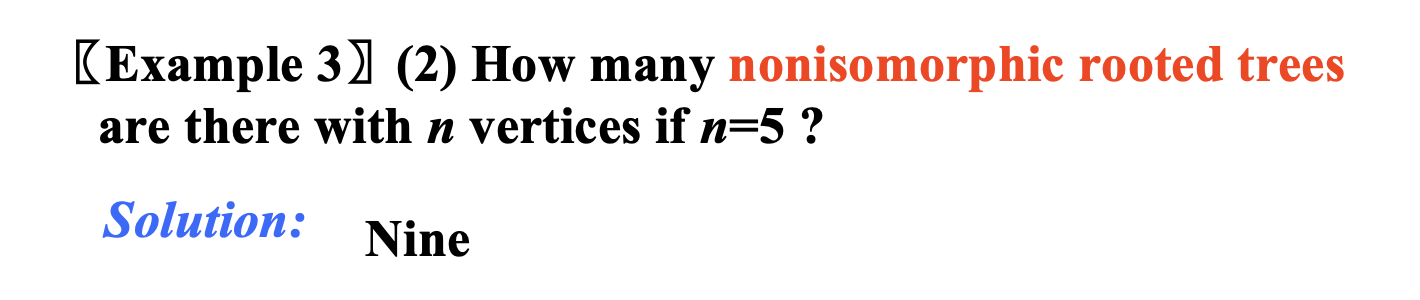 〖Example 3〗 (2) How many nonisomorphic rooted trees
are there with n vertices if n=5 ?
Solution:
Nine